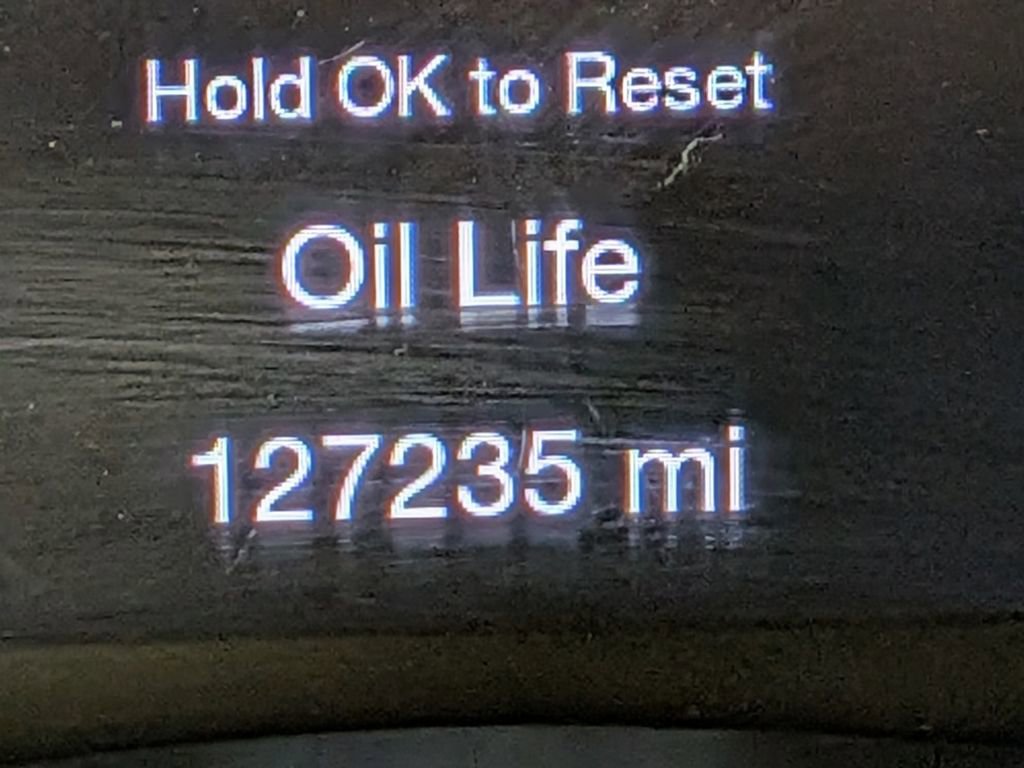 Hold OK to Reset
Oil Life
127235 mi